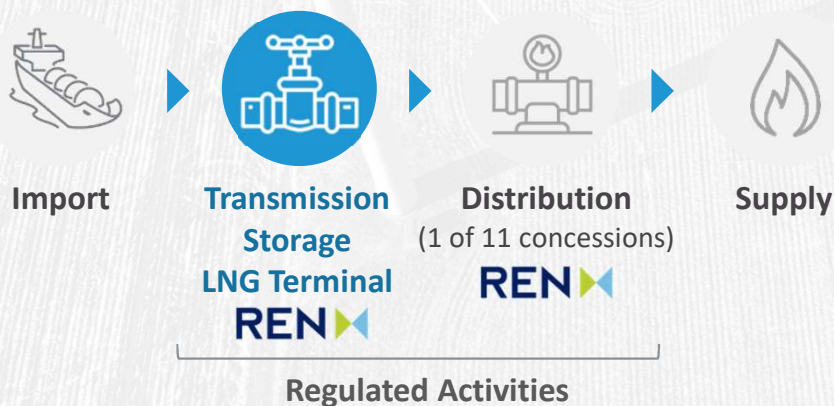 Import
Transmission
Storage
LNG Terminal
REN
Distribution
(1 of 11 concessions)
REN
Supply
Regulated Activities